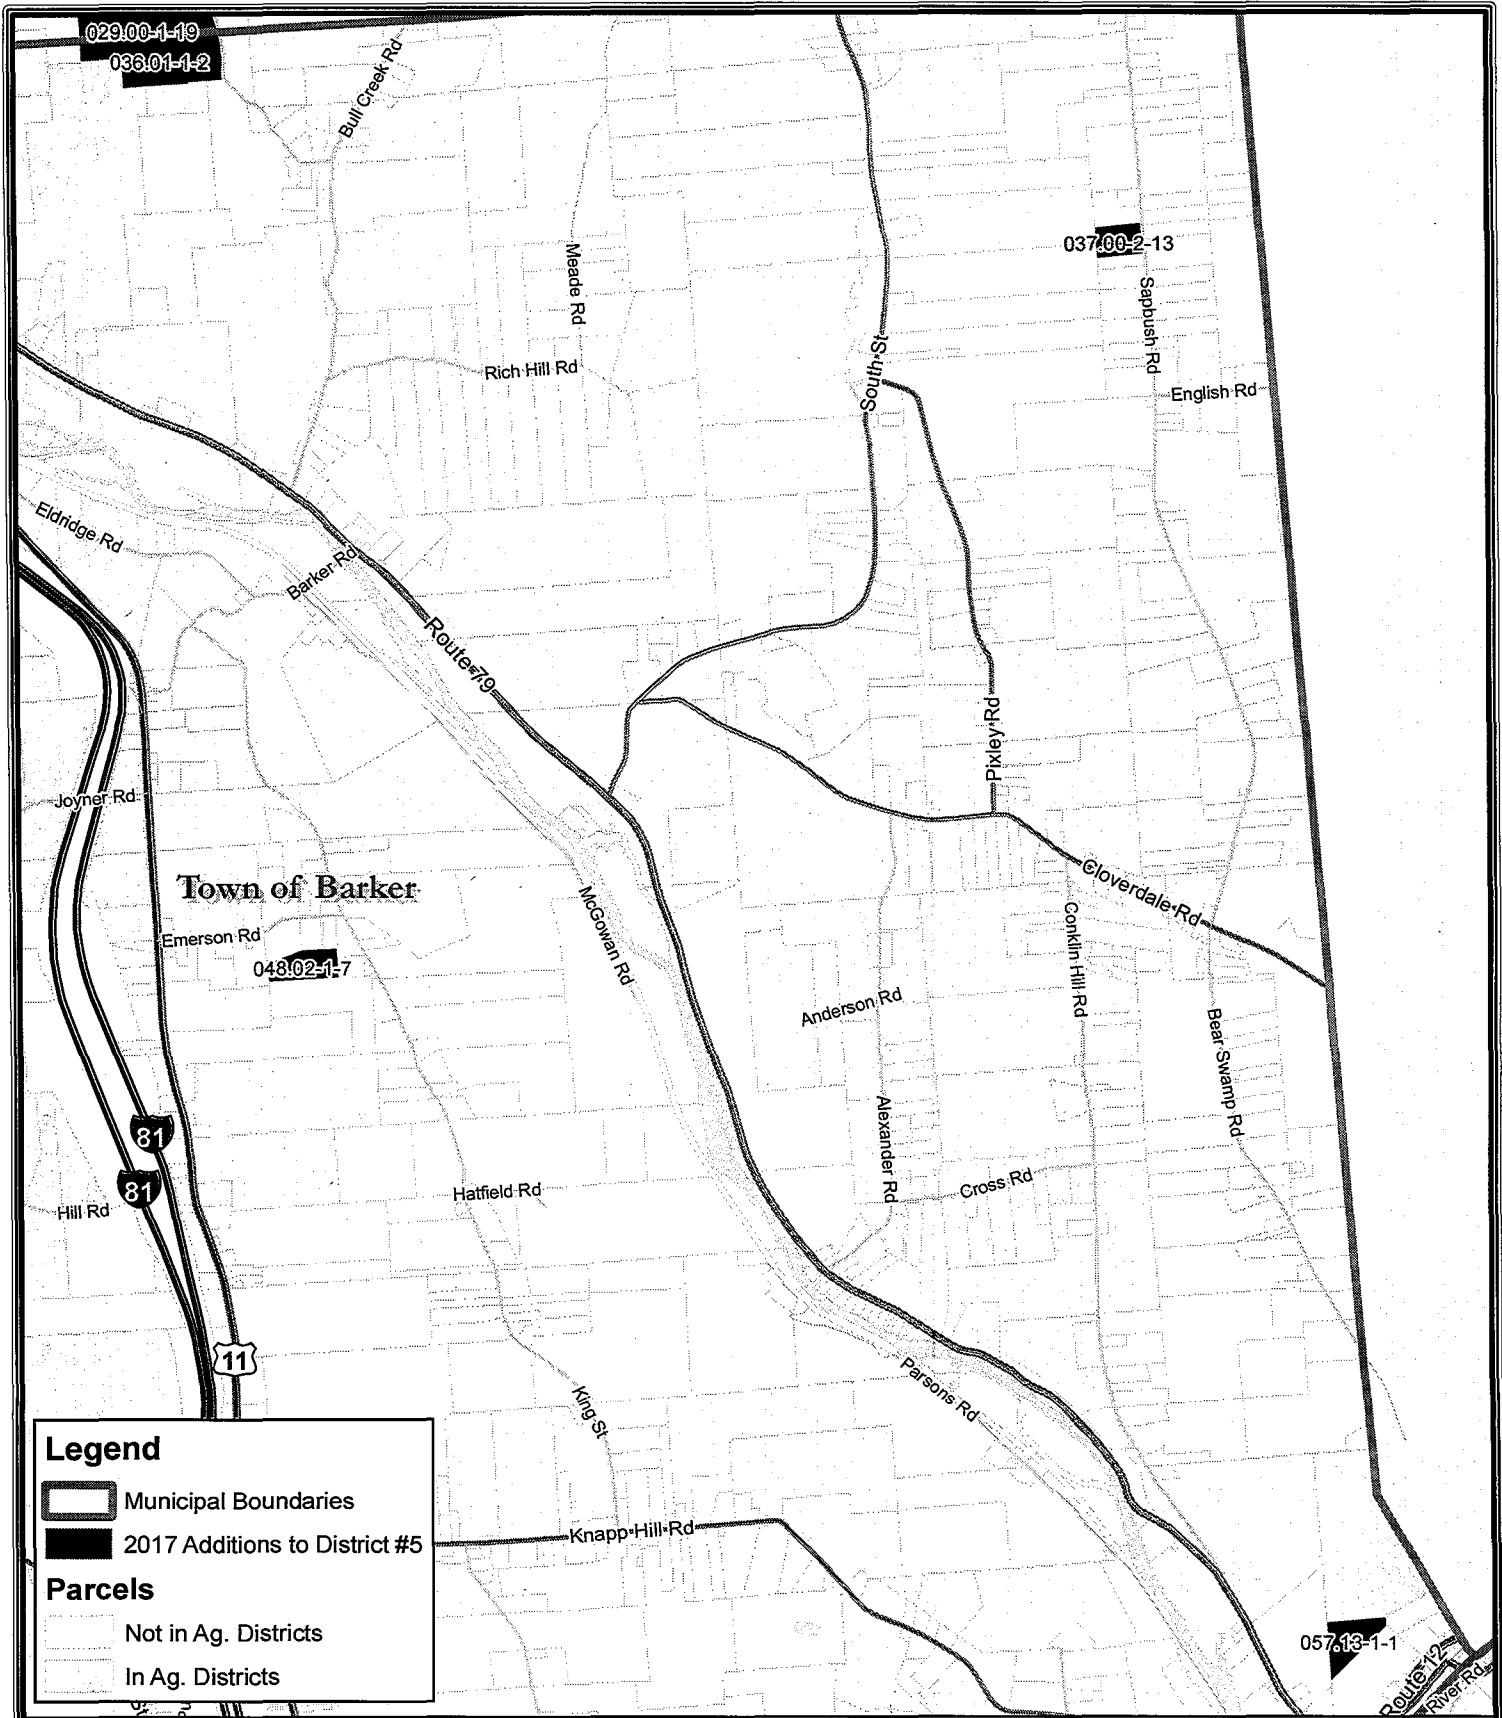 029.00-1-19
036.01-1-2
Bull Creek Rd
037.00-2-13
Meade Rd
Sapbush Rd
South St
Rich Hill Rd
English Rd
Eldridge Rd
Barker Rd
Route 79
Pixley Rd
Joyner Rd
Town of Barker
Cloverdale Rd
McGowan Rd
Conklin Hill Rd
Emerson Rd
048.02-1-7
Anderson Rd
Bear Swamp Rd
81
Alexander Rd
81
Hatfield Rd
Cross Rd
Hill Rd
11
Parsons Rd
King St
Legend
Municipal Boundaries
2017 Additions to District #5
Knapp Hill Rd
Parcels
Not in Ag. Districts
In Ag. Districts
057.13-1-1
Route 12
River Rd